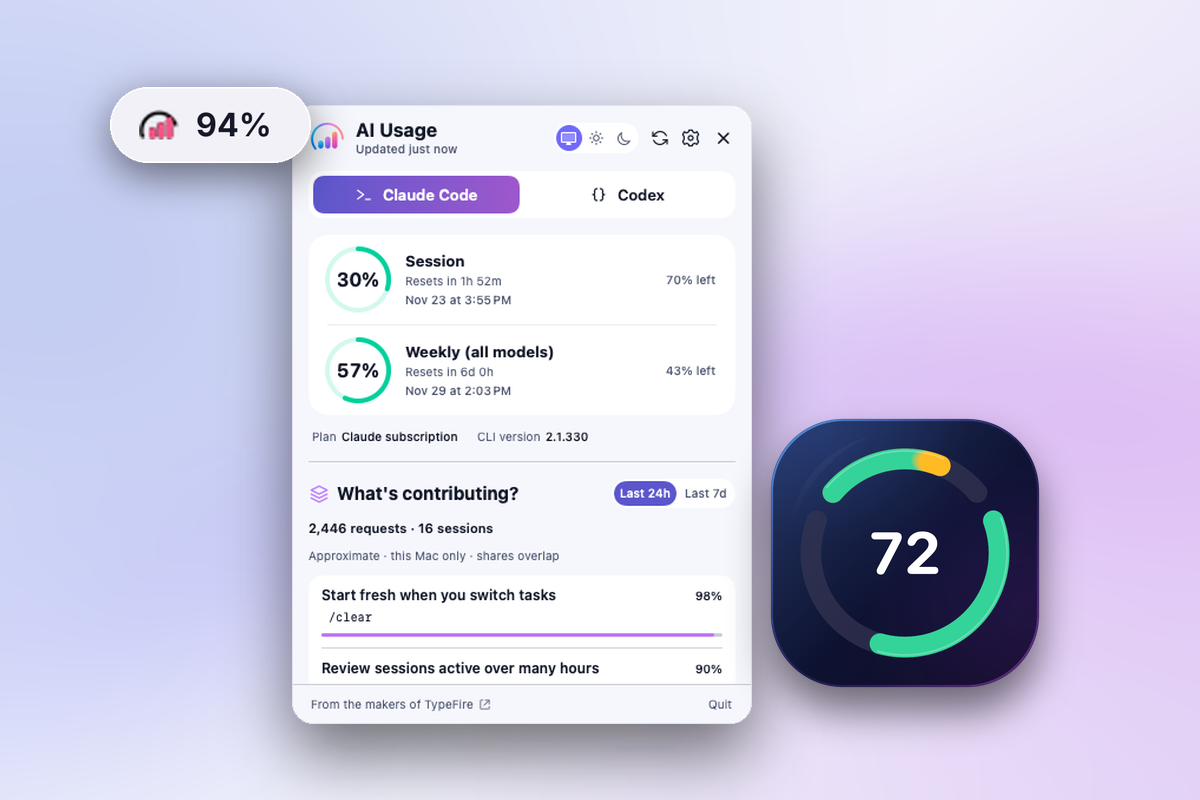 94%
AI Usage
Updated just now
>_ Claude Code
{} Codex
30%
Session
Resets in 1h 52m
Nov 23 at 3:55 PM
70% left
57%
Weekly (all models)
Resets in 6d 0h
Nov 29 at 2:03 PM
43% left
Plan Claude subscription CLI version 2.1.330
What's contributing?
Last 24h Last 7d
2,446 requests · 16 sessions
Approximate · this Mac only · shares overlap
Start fresh when you switch tasks 98%
/clear
Review sessions active over many hours 90%
From the makers of TypeFire Quit
72